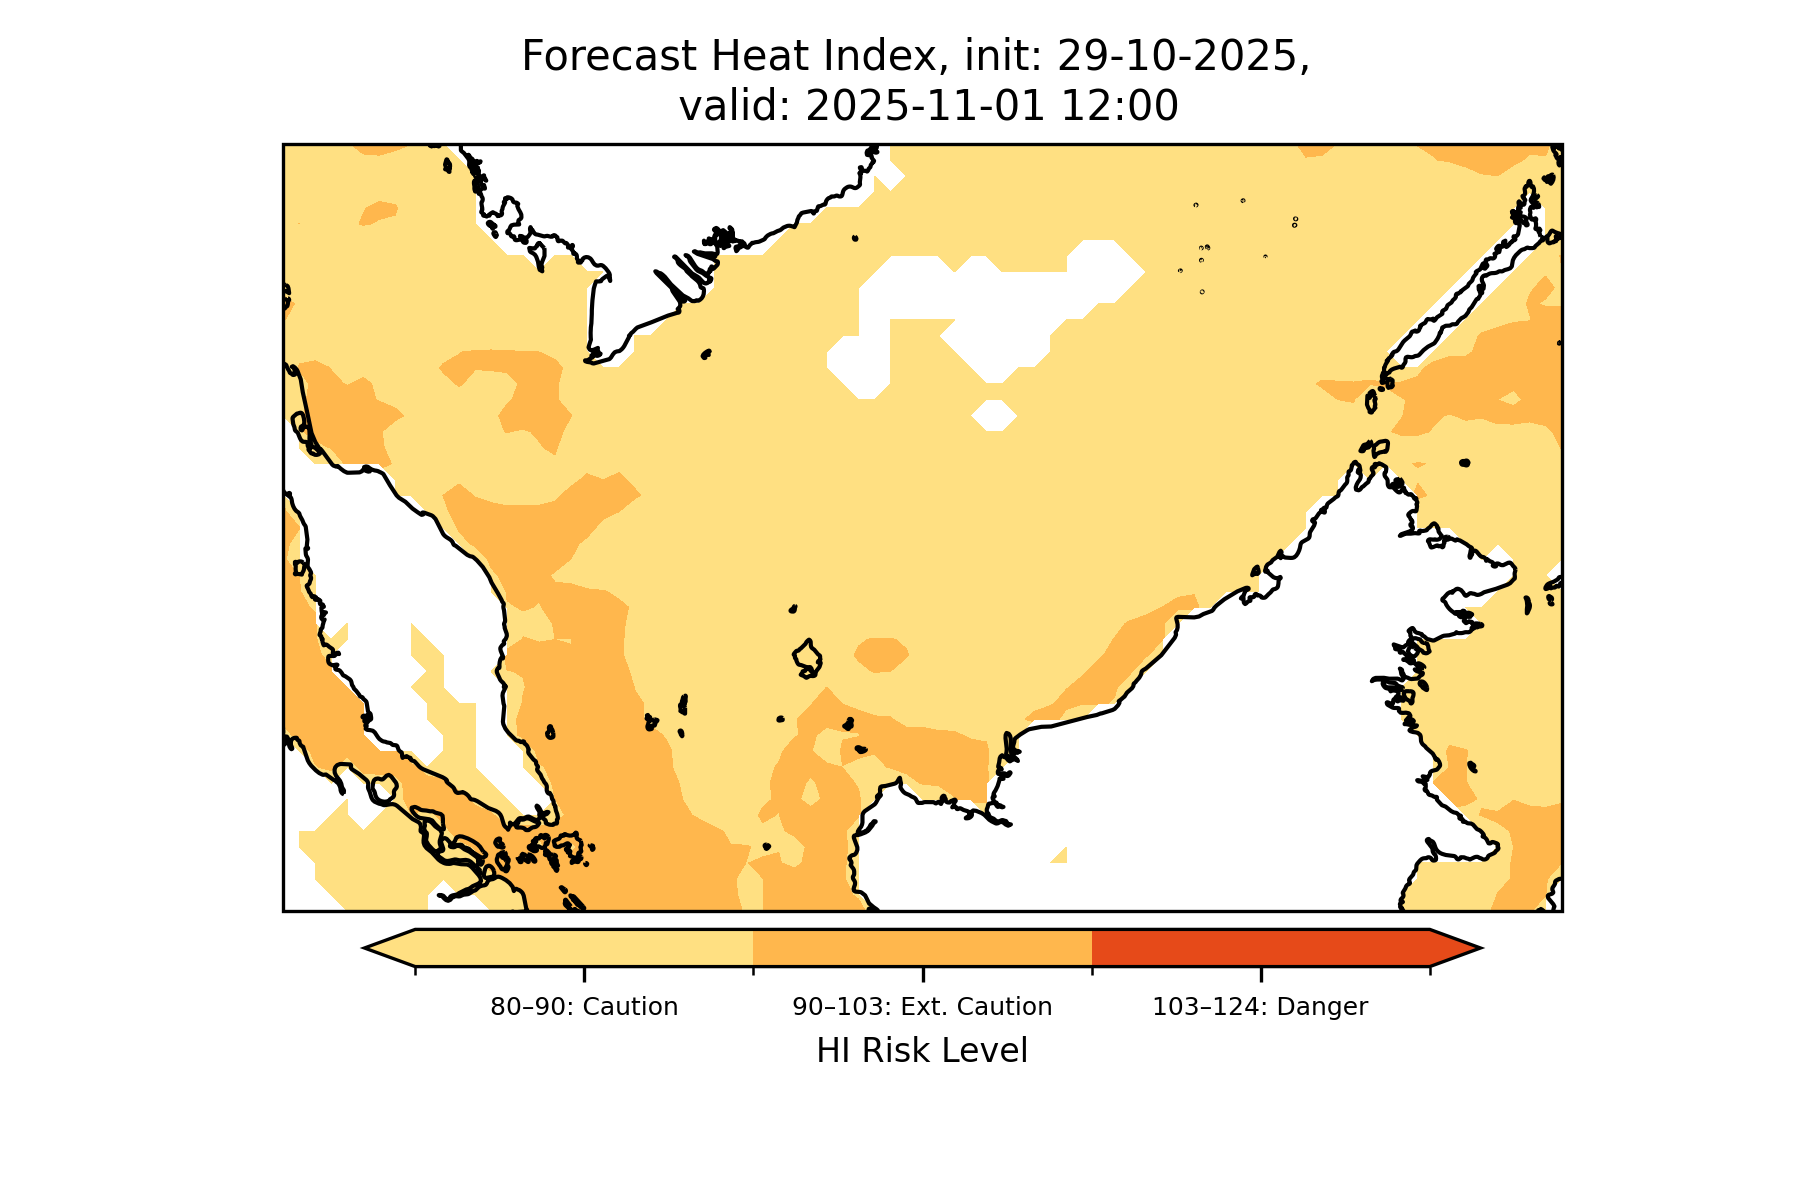 Forecast Heat Index, init: 29-10-2025,
valid: 2025-11-01 12:00
80–90: Caution
90–103: Ext. Caution
103–124: Danger
HI Risk Level